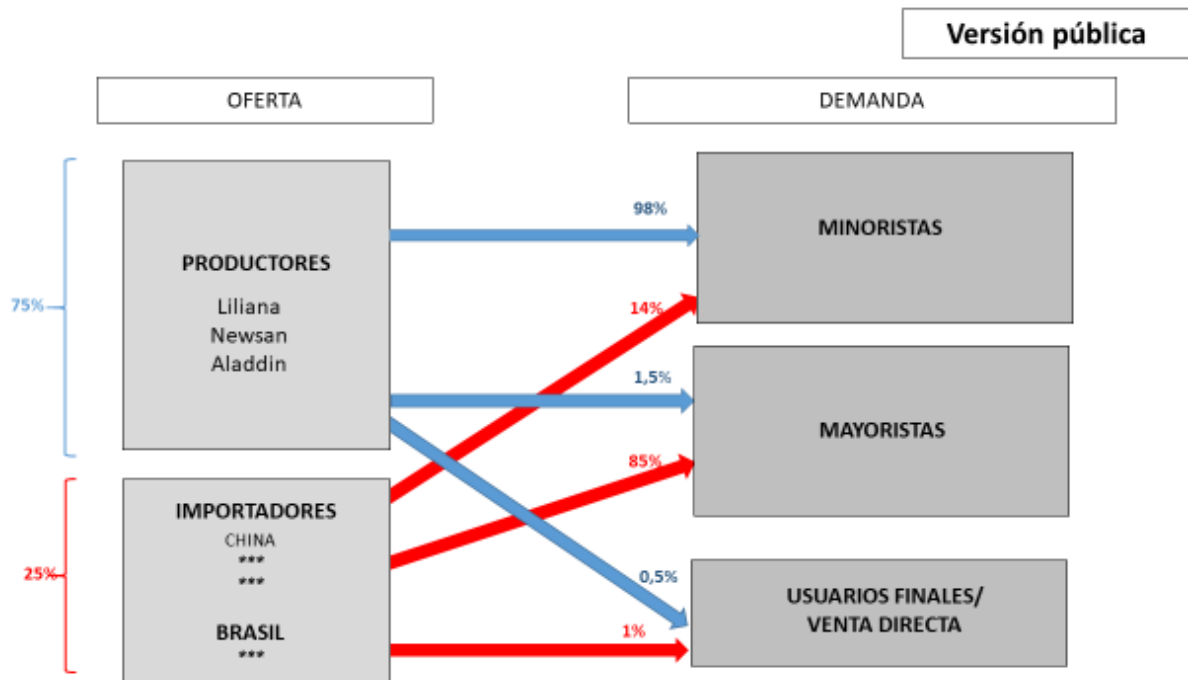 Versión pública
OFERTA
DEMANDA
75%
PRODUCTORES
Liliana
Newsan
Aladdin
98%
MINORISTAS
14%
1,5%
MAYORISTAS
85%
25%
IMPORTADORES
CHINA
***
***
BRASIL
***
0,5%
1%
USUARIOS FINALES/
VENTA DIRECTA